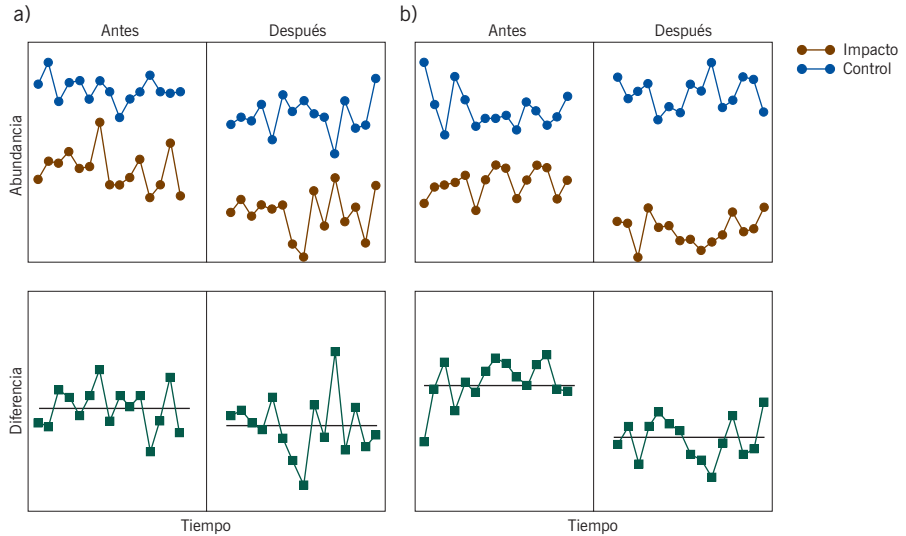 a)
Antes
Después
b)
Antes
Después
Impacto
Control
Abundancia
Diferencia
Tiempo
Tiempo